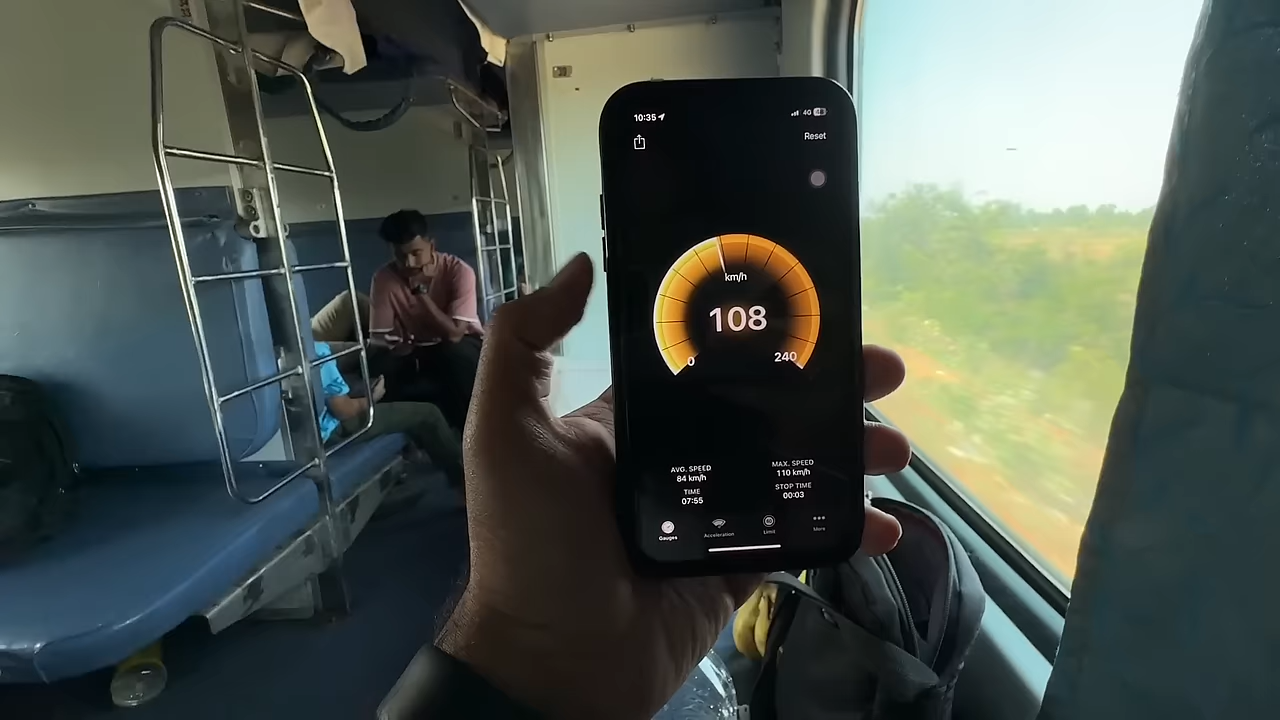 10:35
4G
Reset
km/h
108
0
240
AVG. SPEED
84 km/h
MAX. SPEED
110 km/h
TIME
07:55
STOP TIME
00:03
Gauges
Acceleration
Limit
More